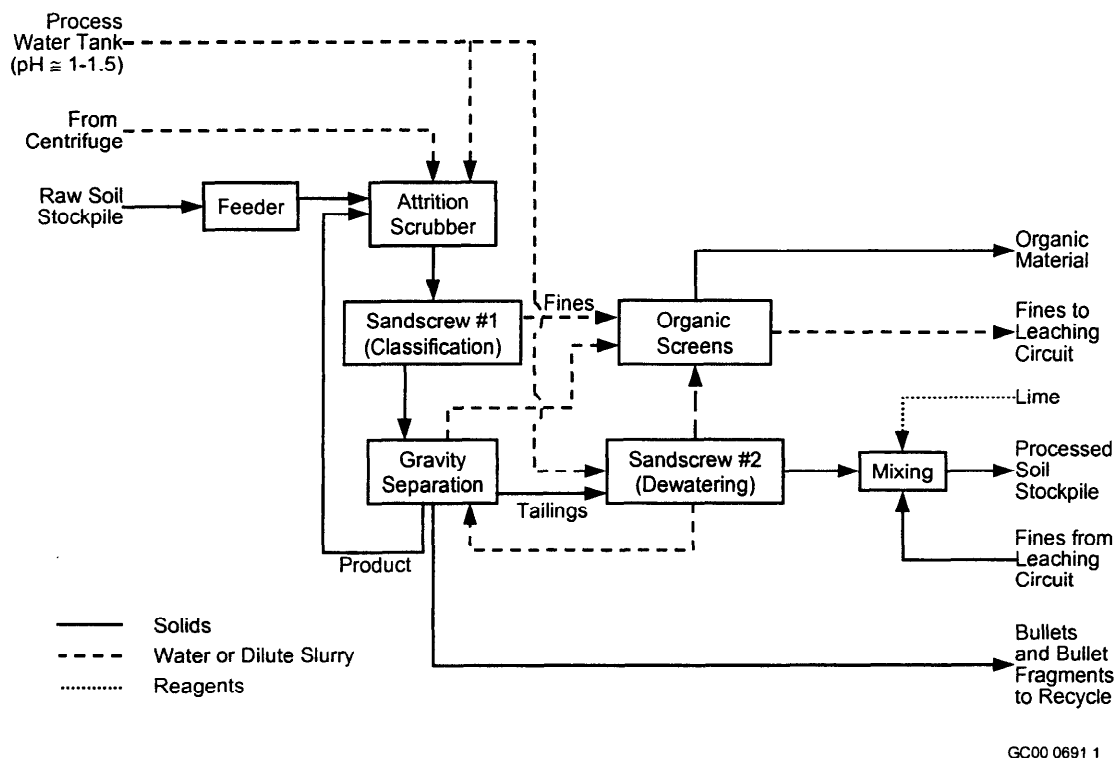 Process
Water Tank
(pH ≅ 1-1.5)
From
Centrifuge
Raw Soil
Stockpile
Feeder
Attrition
Scrubber
Organic
Material
Fines
Sandscrew #1
(Classification)
Organic
Screens
Fines to
Leaching
Circuit
Lime
Gravity
Separation
Sandscrew #2
(Dewatering)
Mixing
Processed
Soil
Stockpile
Tailings
Product
Fines from
Leaching
Circuit
Solids
Water or Dilute Slurry
Reagents
Bullets
and Bullet
Fragments
to Recycle
GC00 0691 1